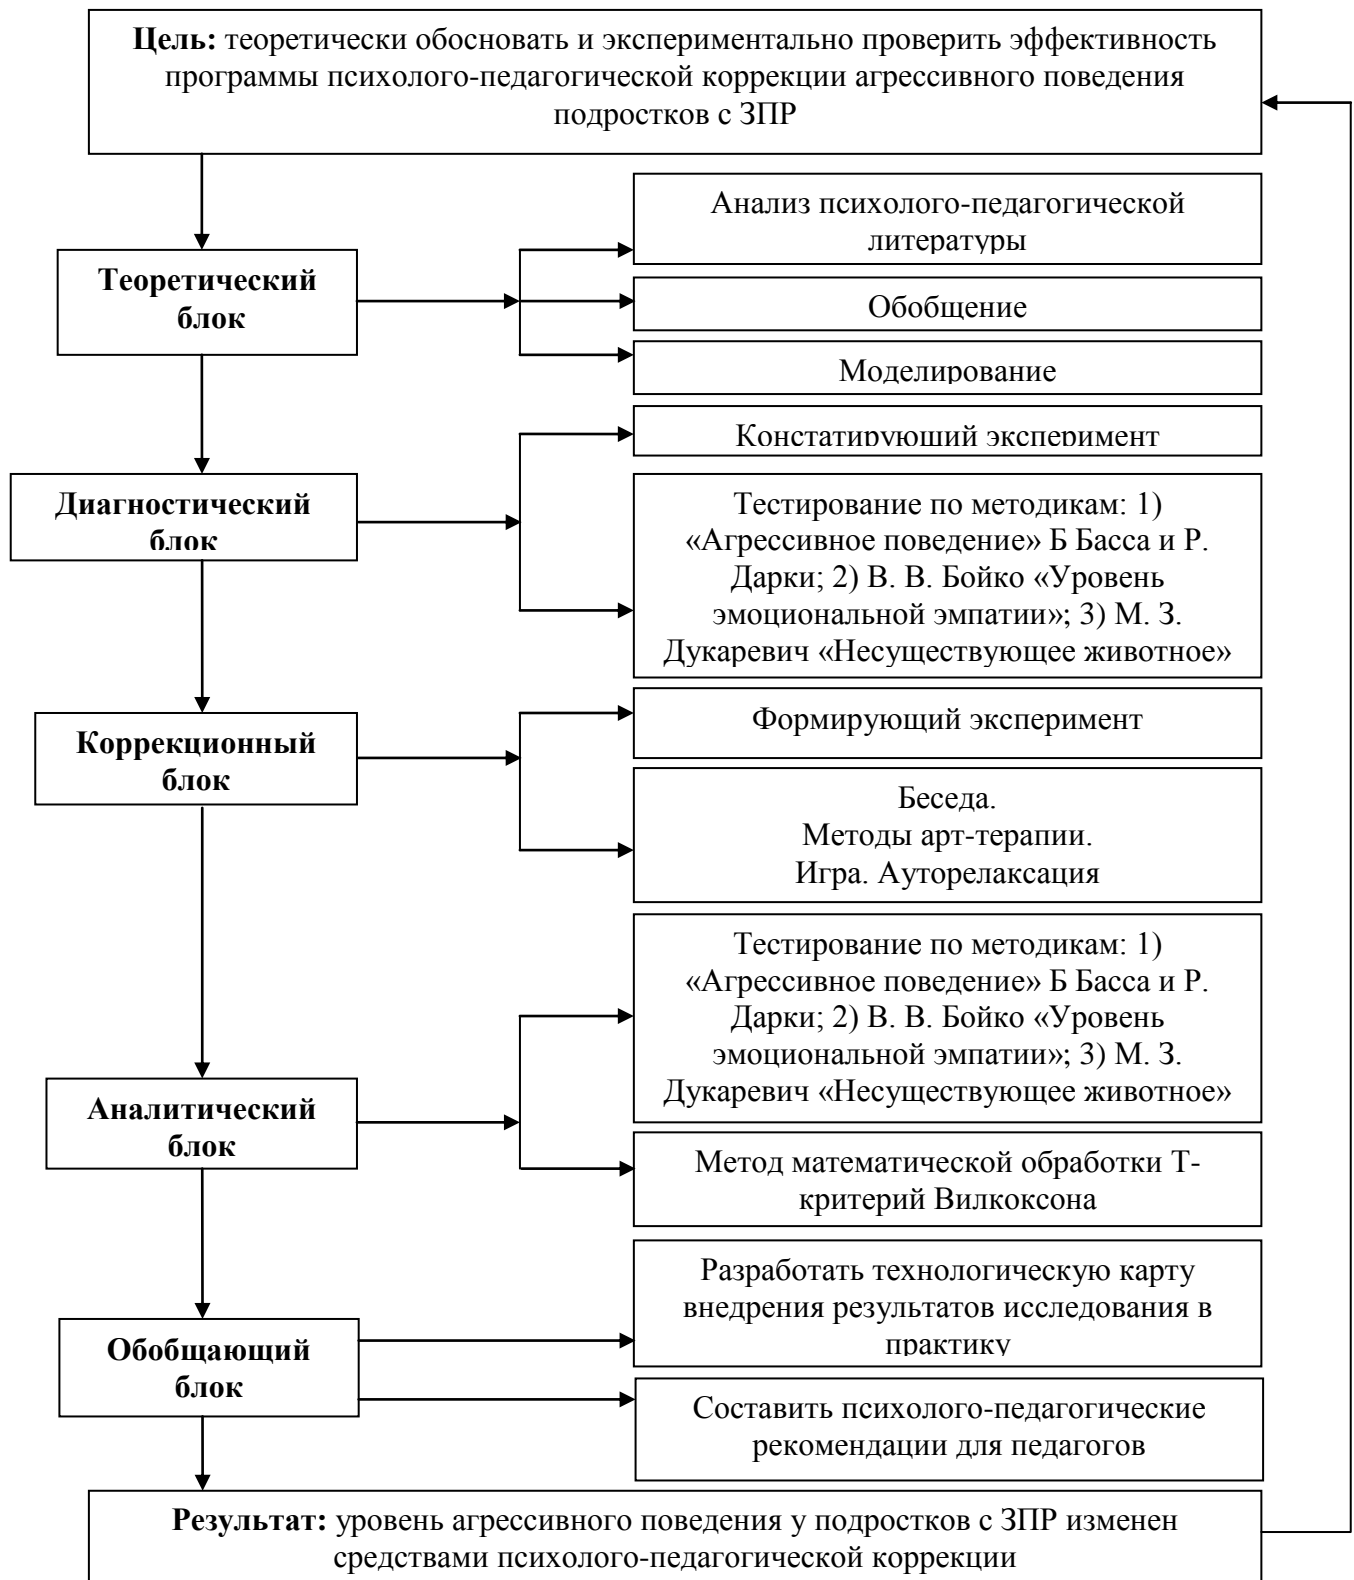 Цель: теоретически обосновать и экспериментально проверить эффективность
программы психолого-педагогической коррекции агрессивного поведения
подростков с ЗПР
Теоретический
блок
Анализ психолого-педагогической
литературы
Обобщение
Моделирование
Диагностический
блок
Констатирующий эксперимент
Тестирование по методикам: 1)
«Агрессивное поведение» Б Басса и Р.
Дарки; 2) В. В. Бойко «Уровень
эмоциональной эмпатии»; 3) М. З.
Дукаревич «Несуществующее животное»
Коррекционный
блок
Формирующий эксперимент
Беседа.
Методы арт-терапии.
Игра. Ауторелаксация
Аналитический
блок
Тестирование по методикам: 1)
«Агрессивное поведение» Б Басса и Р.
Дарки; 2) В. В. Бойко «Уровень
эмоциональной эмпатии»; 3) М. З.
Дукаревич «Несуществующее животное»
Метод математической обработки Т-
критерий Вилкоксона
Обобщающий
блок
Разработать технологическую карту
внедрения результатов исследования в
практику
Составить психолого-педагогические
рекомендации для педагогов
Результат: уровень агрессивного поведения у подростков с ЗПР изменен
средствами психолого-педагогической коррекции